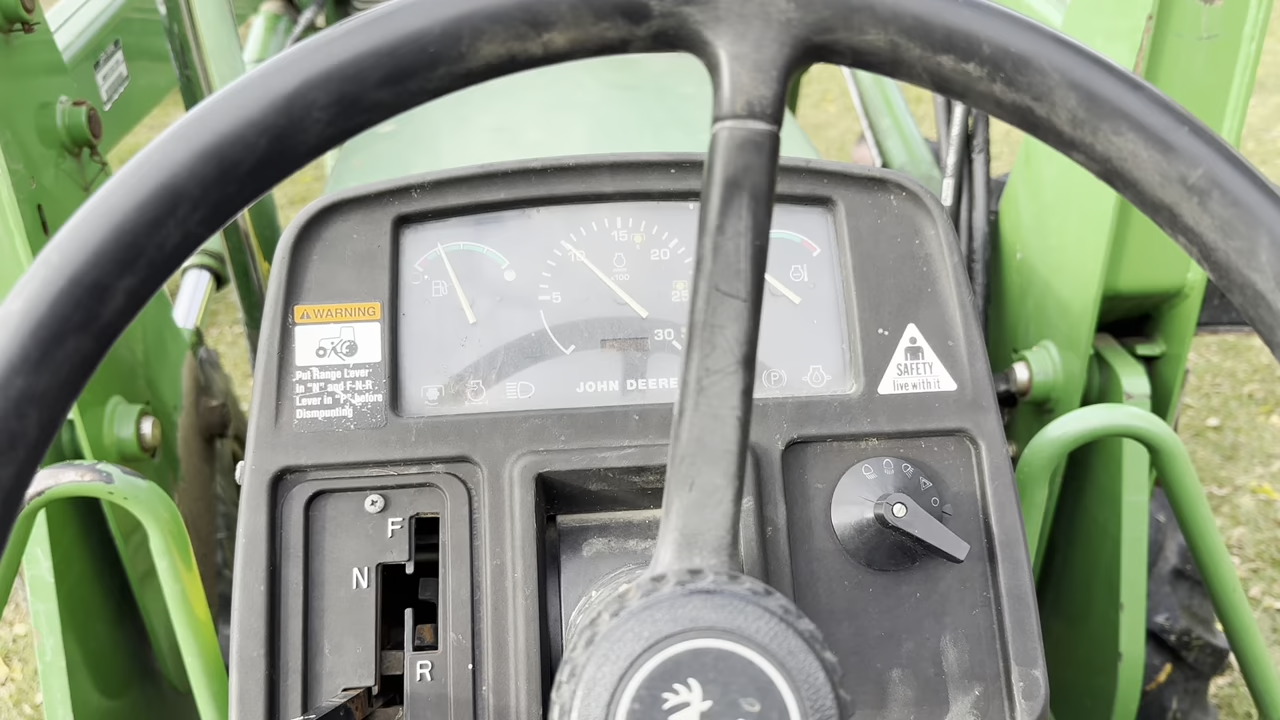 15
10
20
x100
5
25
30
WARNING
Put Range Lever
in "N" and F-N-R
Lever in "P" before
Dismounting
JOHN DEERE
P
SAFETY
live with it
F
N
R